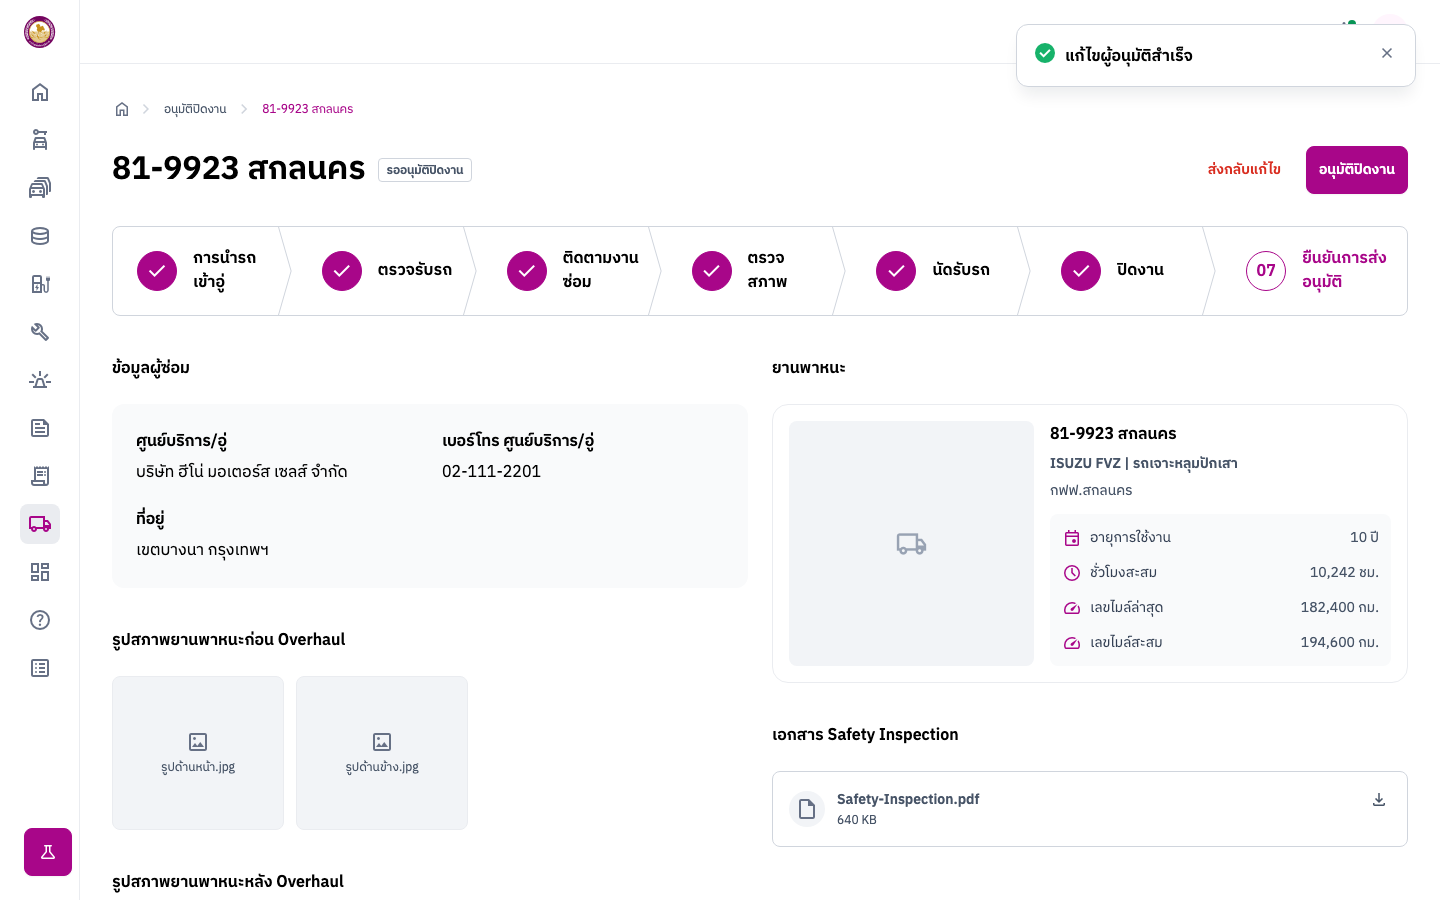 แก้ไขผู้อนุมัติสำเร็จ
อนุมัติปิดงาน
81-9923 สกลนคร
81-9923 สกลนคร
รออนุมัติปิดงาน
ส่งกลับแก้ไข
อนุมัติปิดงาน
การนำรถ
เข้าอู่
ตรวจรับรถ
ติดตามงาน
ซ่อม
ตรวจ
สภาพ
นัดรับรถ
ปิดงาน
07
ยืนยันการส่ง
อนุมัติ
ข้อมูลผู้ซ่อม
ศูนย์บริการ/อู่
บริษัท ฮีโน่ มอเตอร์ส เซลส์ จำกัด
เบอร์โทร ศูนย์บริการ/อู่
02-111-2201
ที่อยู่
เขตบางนา กรุงเทพฯ
รูปสภาพยานพาหนะก่อน Overhaul
รูปด้านหน้า.jpg
รูปด้านข้าง.jpg
รูปสภาพยานพาหนะหลัง Overhaul
ยานพาหนะ
81-9923 สกลนคร
ISUZU FVZ | รถเจาะหลุมปักเสา
กฟฟ.สกลนคร
อายุการใช้งาน 10 ปี
ชั่วโมงสะสม 10,242 ชม.
เลขไมล์ล่าสุด 182,400 กม.
เลขไมล์สะสม 194,600 กม.
เอกสาร Safety Inspection
Safety-Inspection.pdf
640 KB